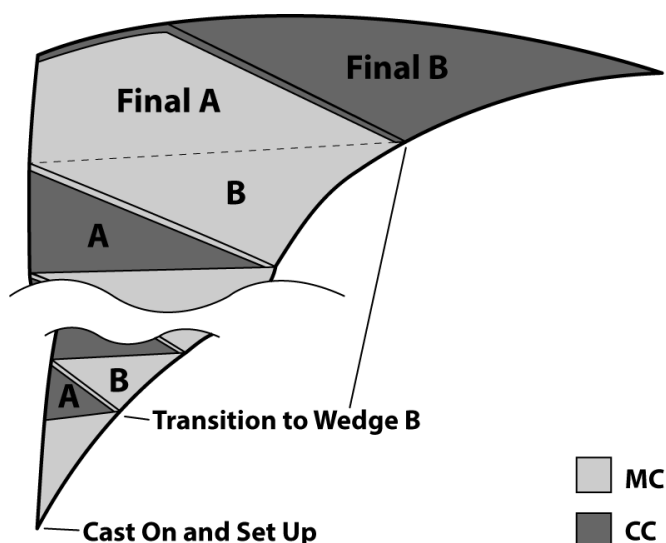 Final B
Final A
B
A
B
A
Transition to Wedge B
MC
Cast On and Set Up
CC